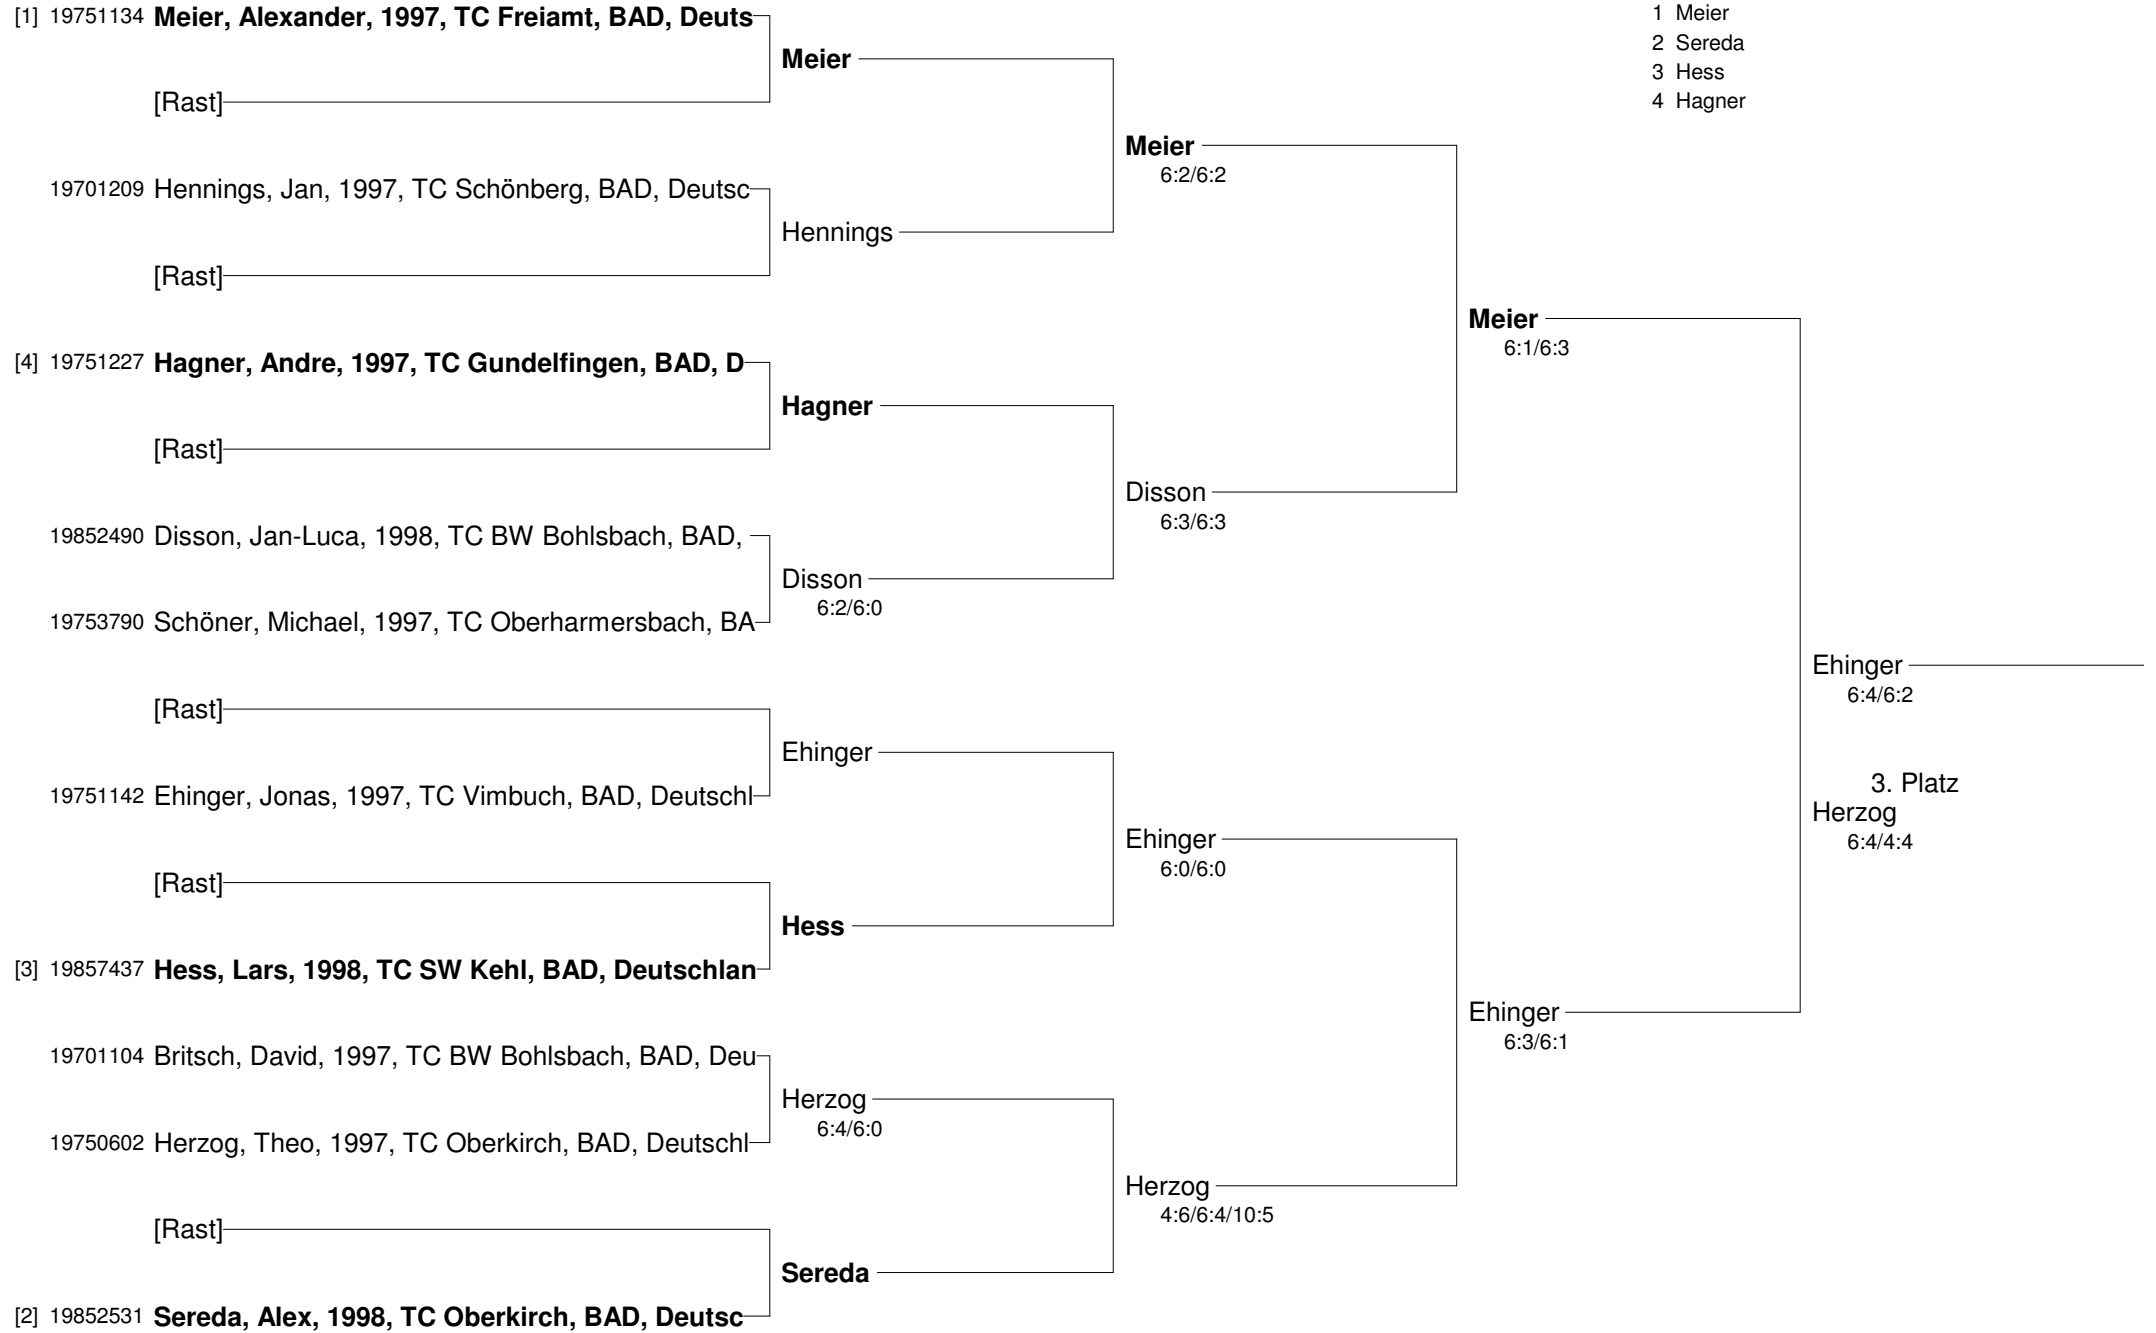 [1] 19751134 Meier, Alexander, 1997, TC Freiamt, BAD, Deuts
[Rast]
19701209 Hennings, Jan, 1997, TC Schönberg, BAD, Deutsc
[Rast]
[4] 19751227 Hagner, Andre, 1997, TC Gundelfingen, BAD, D
[Rast]
19852490 Disson, Jan-Luca, 1998, TC BW Bohlsbach, BAD,
19753790 Schöner, Michael, 1997, TC Oberharmersbach, BA
[Rast]
19751142 Ehinger, Jonas, 1997, TC Vimbuch, BAD, Deutschl
[Rast]
[3] 19857437 Hess, Lars, 1998, TC SW Kehl, BAD, Deutschlan
19701104 Britsch, David, 1997, TC BW Bohlsbach, BAD, Deu
19750602 Herzog, Theo, 1997, TC Oberkirch, BAD, Deutschl
[Rast]
[2] 19852531 Sereda, Alex, 1998, TC Oberkirch, BAD, Deutsc
Meier
Hennings
Hagner
Disson
6:2/6:0
Ehinger
Hess
Herzog
6:4/6:0
Sereda
Meier
6:2/6:2
Disson
6:3/6:3
Ehinger
6:0/6:0
Herzog
4:6/6:4/10:5
Meier
6:1/6:3
Ehinger
6:3/6:1
1 Meier
2 Sereda
3 Hess
4 Hagner
Ehinger
6:4/6:2
3. Platz
Herzog
6:4/4:4